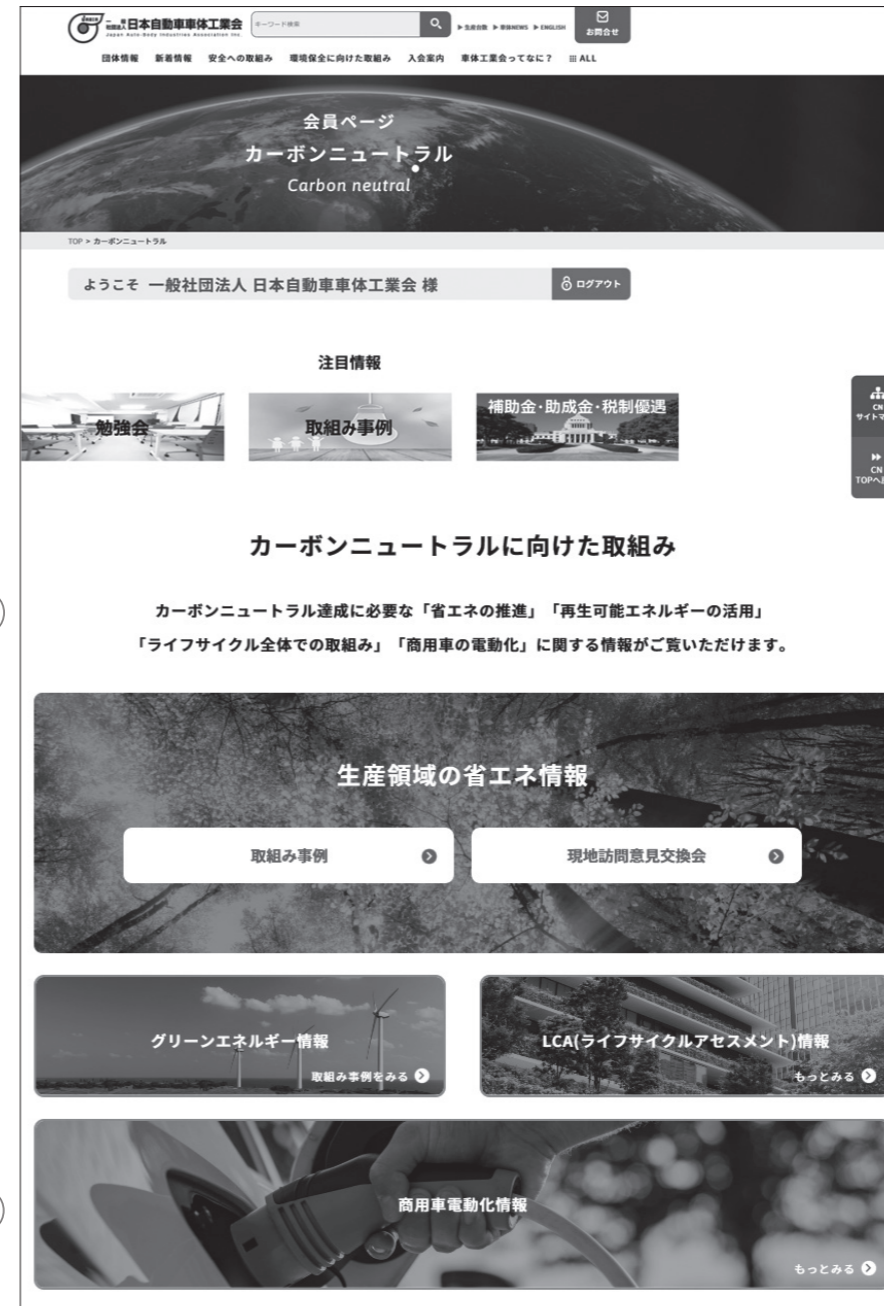 一般社団法人 日本自動車車体工業会
Japan Auto-Body Industries Association Inc.
キーワード検索
▶生産台数 ▶車体NEWS ▶ENGLISH
お問合せ
団体情報 新着情報 安全への取組み 環境保全に向けた取組み 入会案内 車体工業会ってなに？ ALL
会員ページ
カーボンニュートラル
Carbon neutral
TOP > カーボンニュートラル
ようこそ 一般社団法人 日本自動車車体工業会 様
ログアウト
注目情報
勉強会
取組み事例
補助金・助成金・税制優遇
CN
サイトマ
CN
TOPへ
カーボンニュートラルに向けた取組み
カーボンニュートラル達成に必要な「省エネの推進」「再生可能エネルギーの活用」
「ライフサイクル全体での取組み」「商用車の電動化」に関する情報がご覧いただけます。
生産領域の省エネ情報
取組み事例
現地訪問意見交換会
グリーンエネルギー情報
取組み事例をみる
LCA(ライフサイクルアセスメント)情報
もっとみる
商用車電動化情報
もっとみる